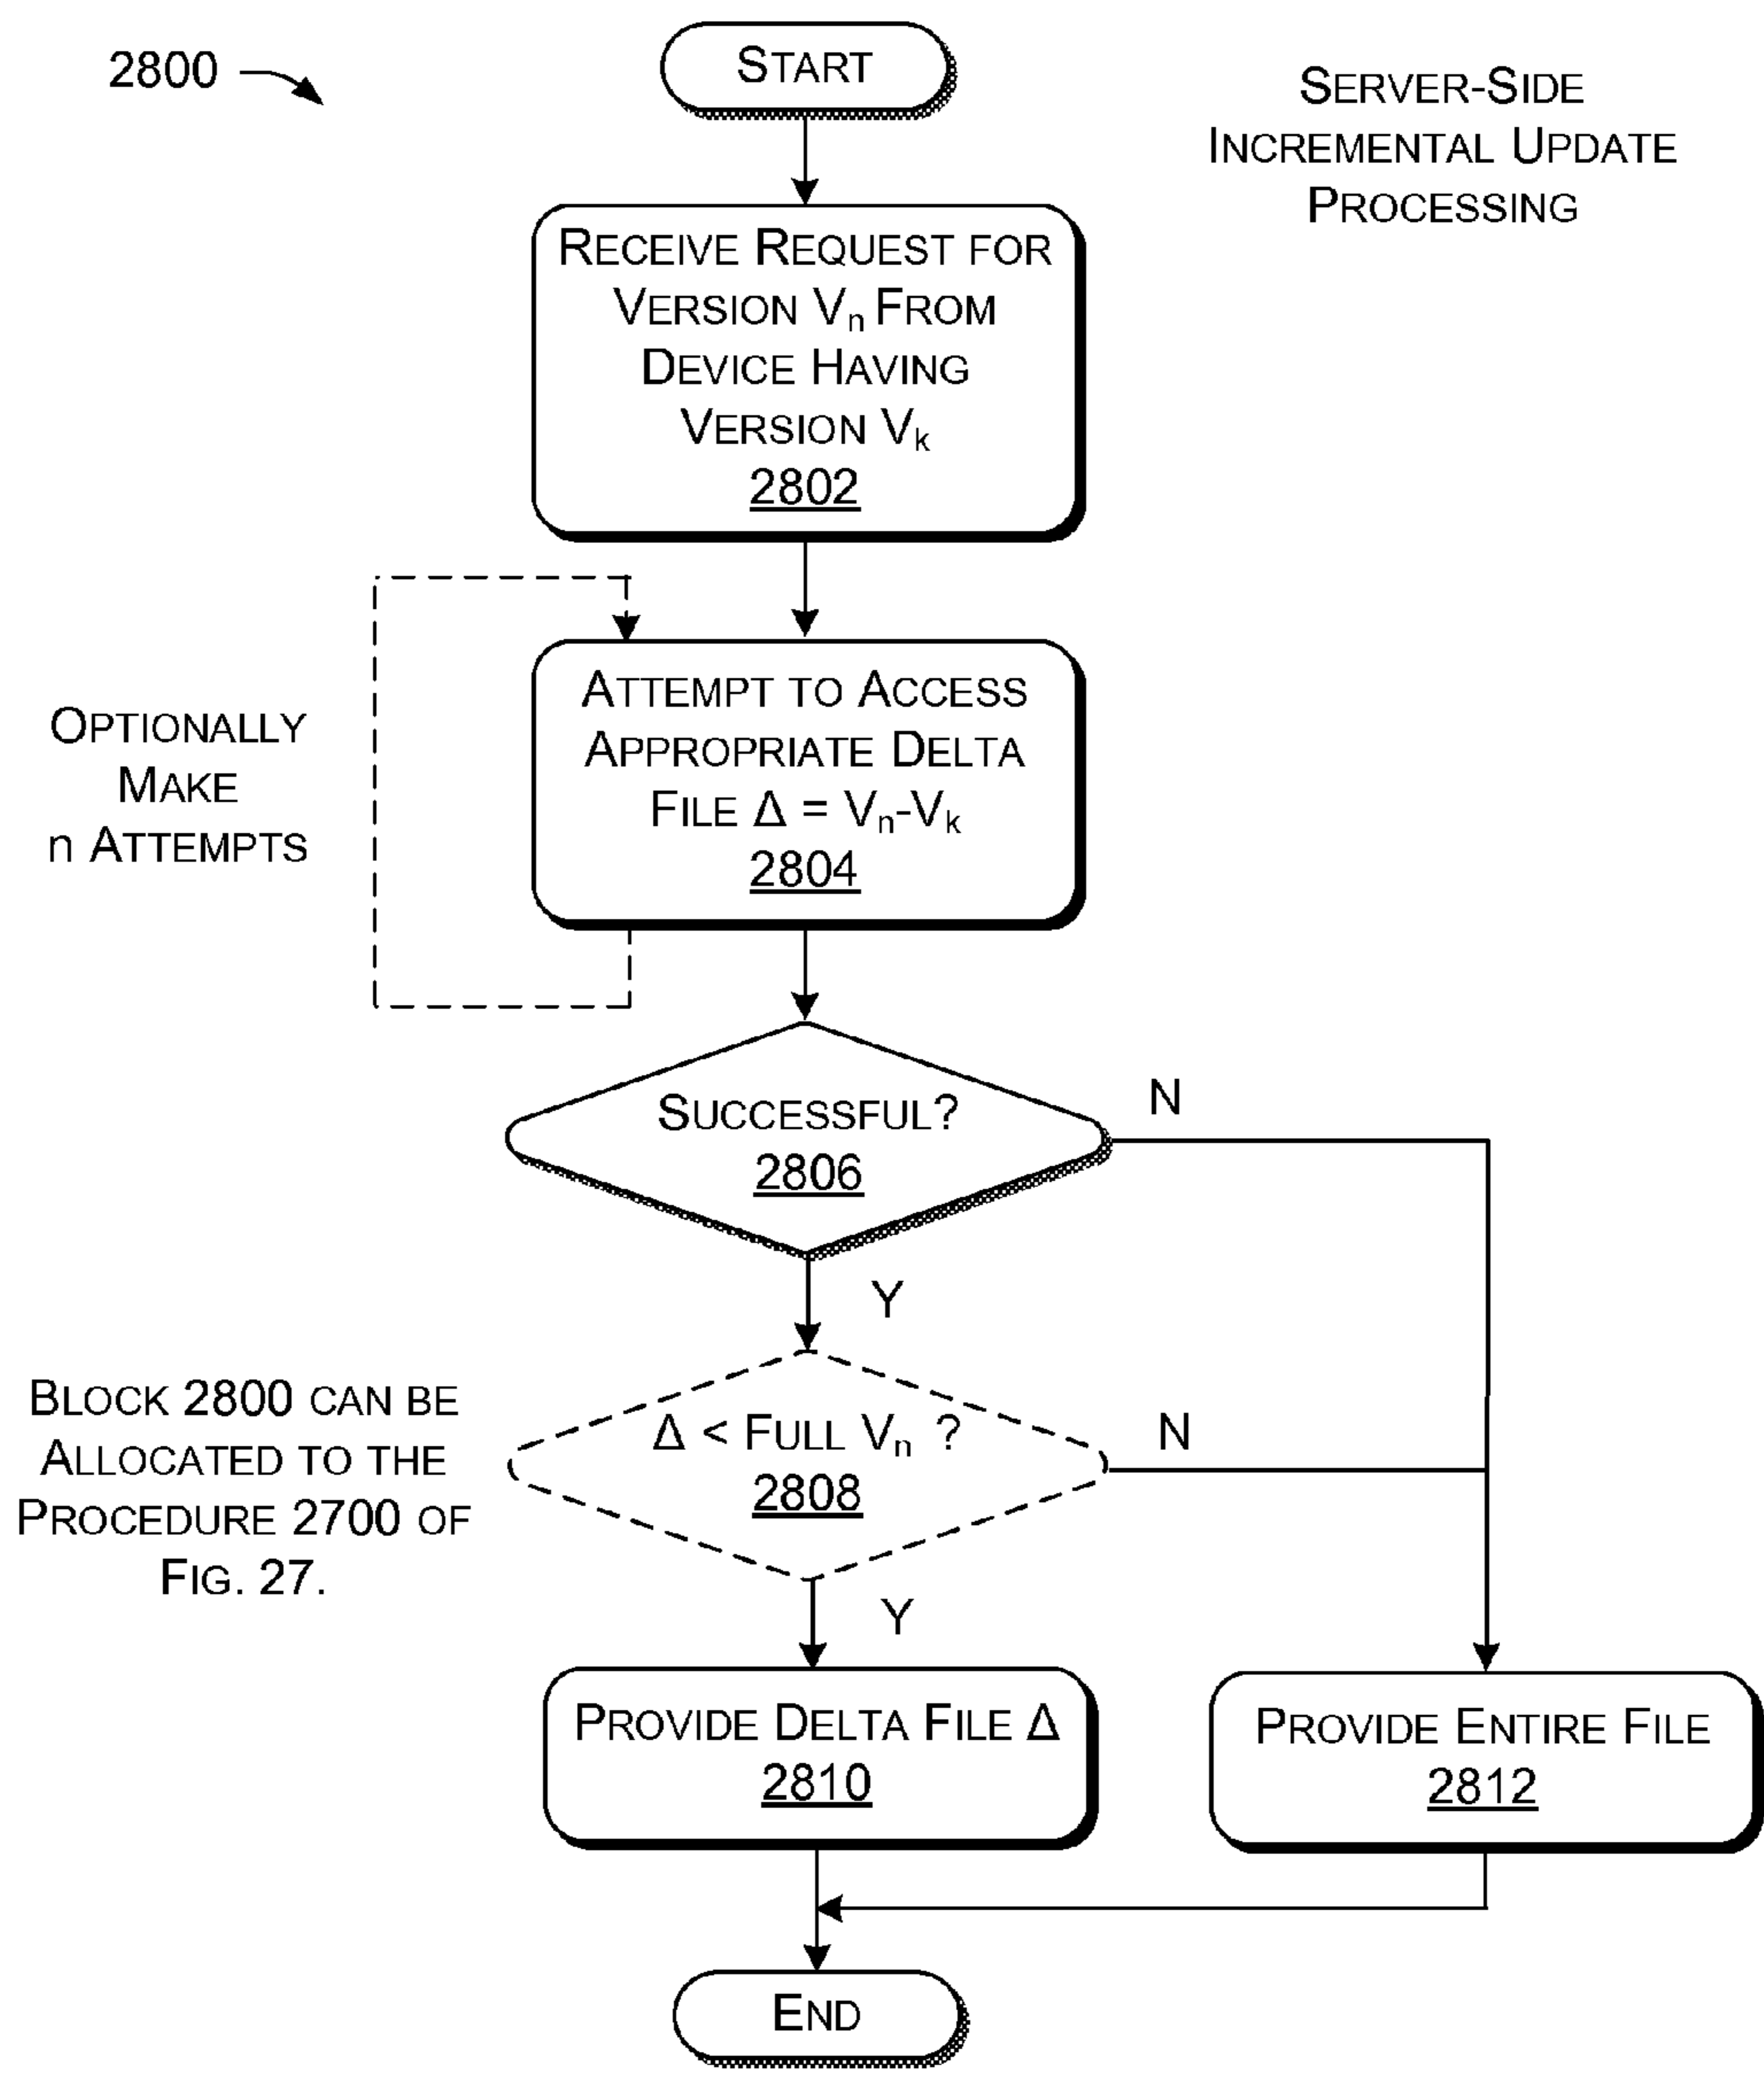 2800
START
SERVER-SIDE
INCREMENTAL UPDATE
PROCESSING
RECEIVE REQUEST FOR
VERSION Vn FROM
DEVICE HAVING
VERSION Vk
2802
OPTIONALLY
MAKE
n ATTEMPTS
ATTEMPT TO ACCESS
APPROPRIATE DELTA
FILE Δ = Vn-Vk
2804
SUCCESSFUL?
2806
N
Y
BLOCK 2800 CAN BE
ALLOCATED TO THE
PROCEDURE 2700 OF
FIG. 27.
Δ < FULL Vn ?
2808
N
Y
PROVIDE DELTA FILE Δ
2810
PROVIDE ENTIRE FILE
2812
END